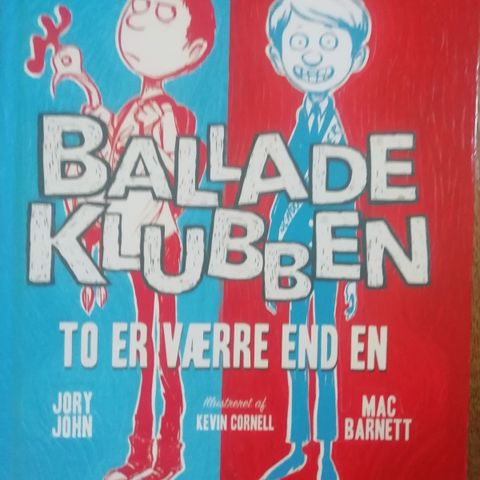 BALLADE
KLUBBEN
TO ER VÆRRE END EN
JORY
JOHN
Illustreret af
KEVIN CORNELL
MAC
BARNETT